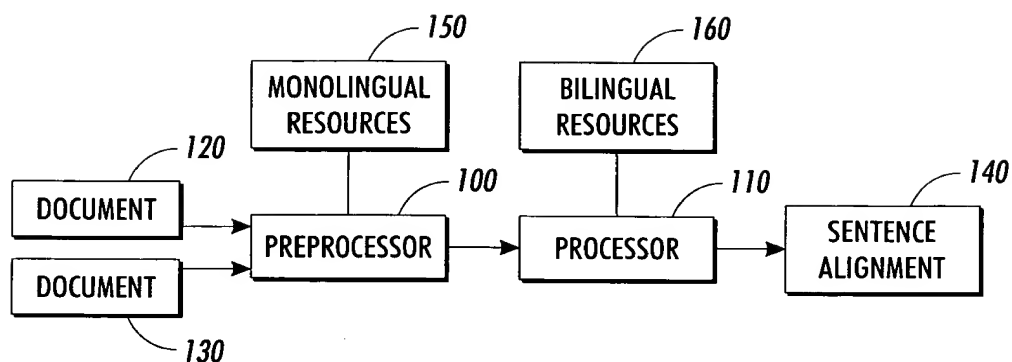 150
160
MONOLINGUAL
RESOURCES
BILINGUAL
RESOURCES
120
100
110
140
DOCUMENT
PREPROCESSOR
PROCESSOR
SENTENCE
ALIGNMENT
DOCUMENT
130